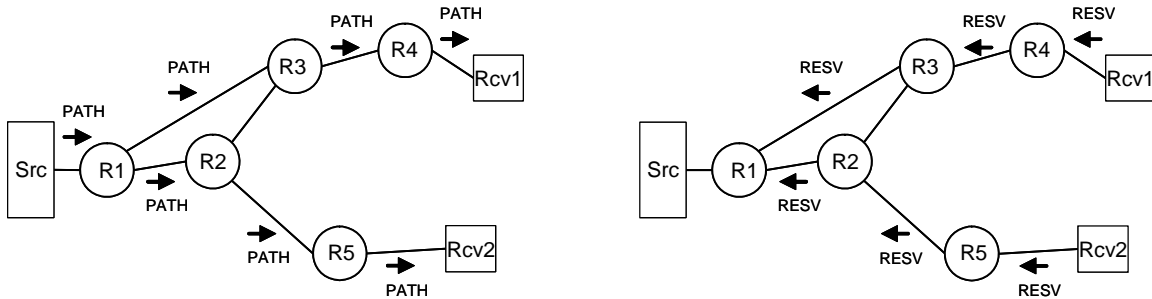 PATH
PATH
PATH
R4
R3
PATH
Rcv1
PATH
Src
R1
R2
PATH
PATH
R5
Rcv2
PATH
RESV
RESV
R4
R3
RESV
Rcv1
Src
R1
R2
RESV
RESV
R5
Rcv2
RESV